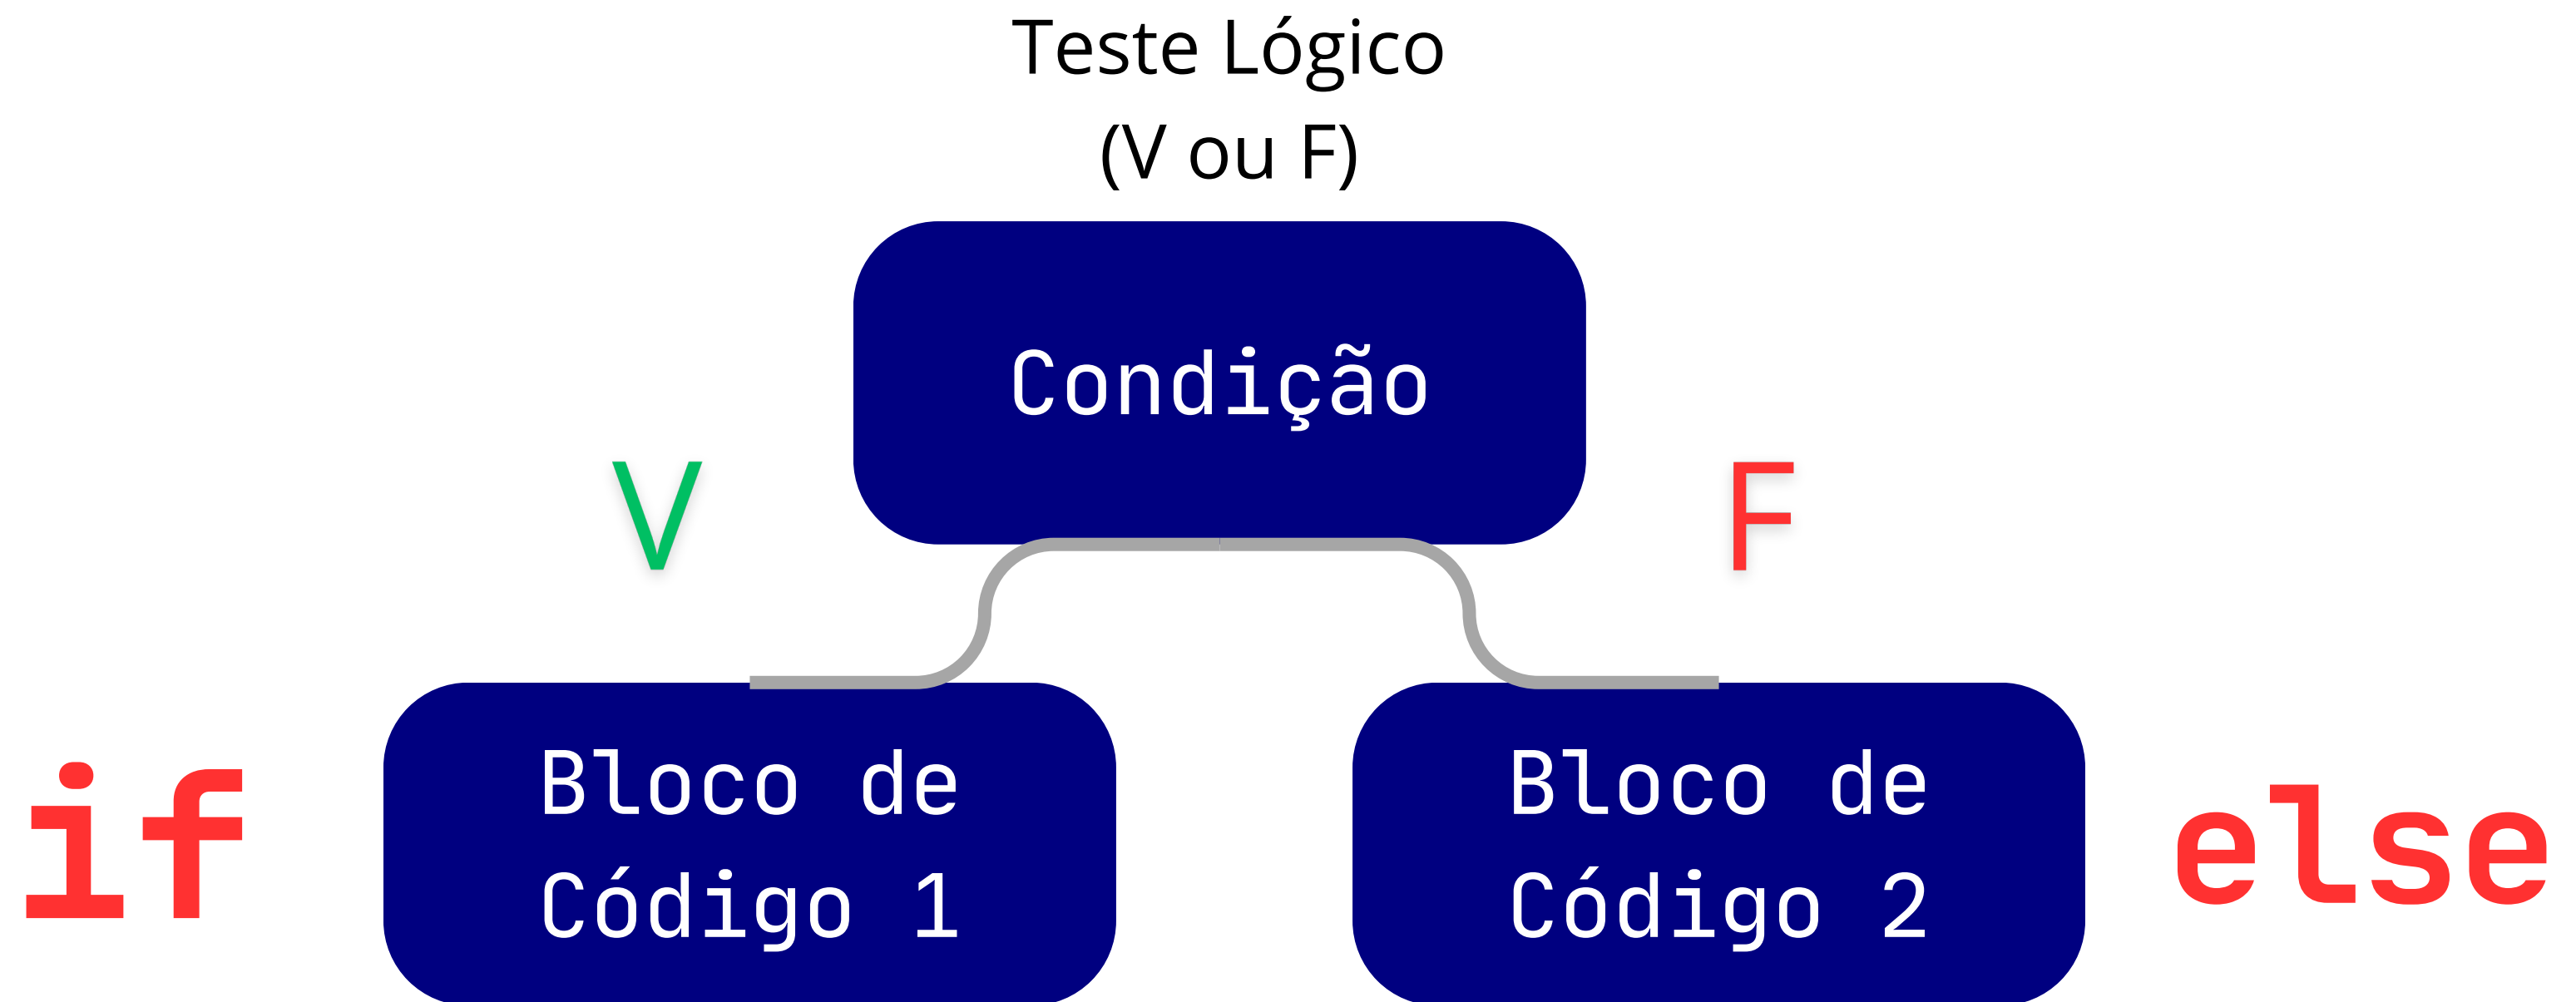 Teste Lógico
(V ou F)
Condição
V
F
if
Bloco de
Código 1
Bloco de
Código 2
else